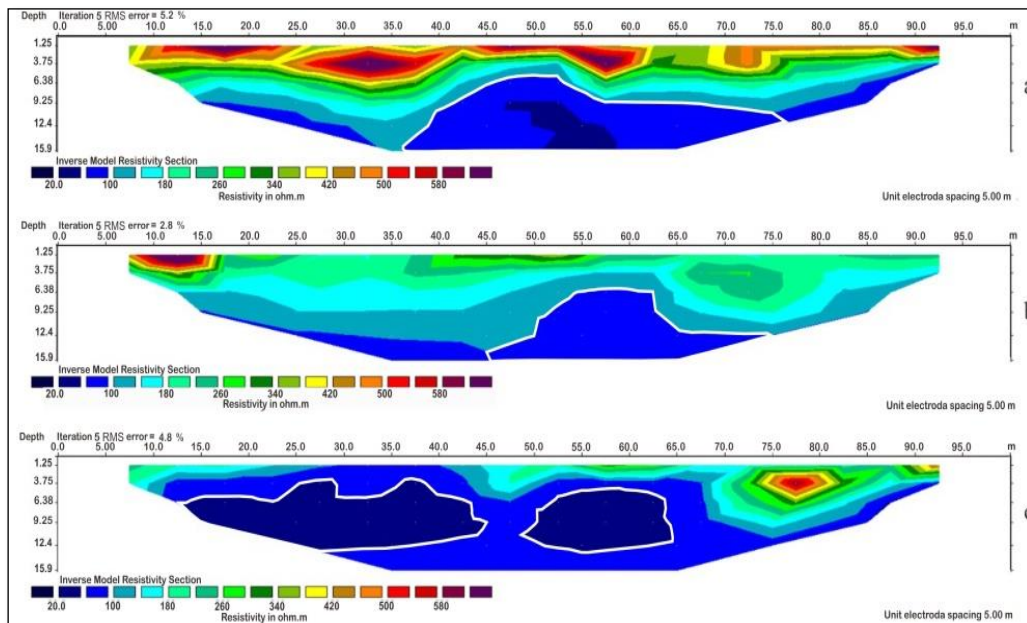 Depth Iteration 5 RMS error = 5.2 %
0.0 5.00 10.0 15.0 20.0 25.0 30.0 35.0 40.0 45.0 50.0 55.0 60.0 65.0 70.0 75.0 80.0 85.0 90.0 95.0 m
1.25
3.75
6.38
9.25
12.4
15.9
a
Inverse Model Resistivity Section
20.0 100 180 260 340 420 500 580
Resistivity in ohm.m
Unit electroda spacing 5.00 m
Depth Iteration 5 RMS error = 2.8 %
0.0 5.00 10.0 15.0 20.0 25.0 30.0 35.0 40.0 45.0 50.0 55.0 60.0 65.0 70.0 75.0 80.0 85.0 90.0 95.0 m
1.25
3.75
6.38
9.25
12.4
15.9
Inverse Model Resistivity Section
20.0 100 180 260 340 420 500 580
Resistivity in ohm.m
Unit electroda spacing 5.00 m
Depth Iteration 5 RMS error = 4.8 %
0.0 5.00 10.0 15.0 20.0 25.0 30.0 35.0 40.0 45.0 50.0 55.0 60.0 65.0 70.0 75.0 80.0 85.0 90.0 95.0 m
1.25
3.75
6.38
9.25
12.4
15.9
Inverse Model Resistivity Section
20.0 100 180 260 340 420 500 580
Resistivity in ohm.m
Unit electroda spacing 5.00 m